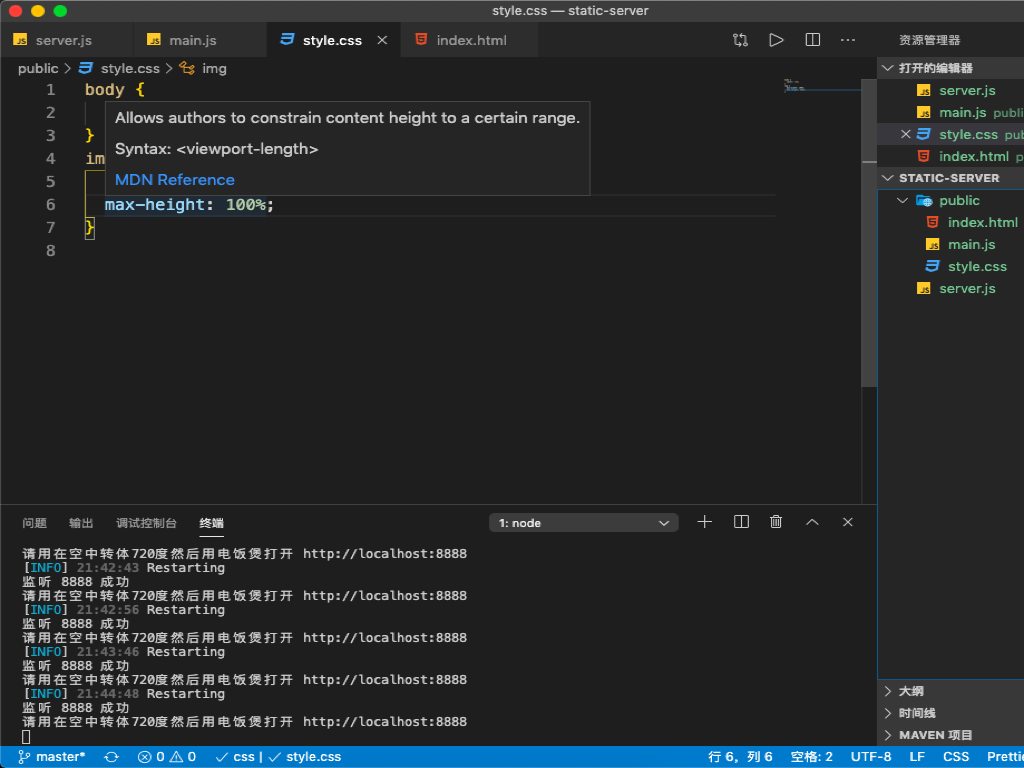 style.css — static-server
server.js
main.js
style.css
index.html
资源管理器
public > style.css > img
打开的编辑器
server.js
main.js publi
style.css pub
index.html p
STATIC-SERVER
public
index.html
main.js
style.css
server.js
1 body {
2
3 }
4 im
5
6 max-height: 100%;
7 }
8
Allows authors to constrain content height to a certain range.
Syntax: <viewport-length>
MDN Reference
问题 输出 调试控制台 终端
1: node
请用在空中转体720度然后用电饭煲打开 http://localhost:8888
[INFO] 21:42:43 Restarting
监听 8888 成功
请用在空中转体720度然后用电饭煲打开 http://localhost:8888
[INFO] 21:42:56 Restarting
监听 8888 成功
请用在空中转体720度然后用电饭煲打开 http://localhost:8888
[INFO] 21:43:46 Restarting
监听 8888 成功
请用在空中转体720度然后用电饭煲打开 http://localhost:8888
[INFO] 21:44:48 Restarting
监听 8888 成功
请用在空中转体720度然后用电饭煲打开 http://localhost:8888
大纲
时间线
MAVEN 项目
master* 0 0 css | style.css 行 6，列 6 空格: 2 UTF-8 LF CSS Prettie